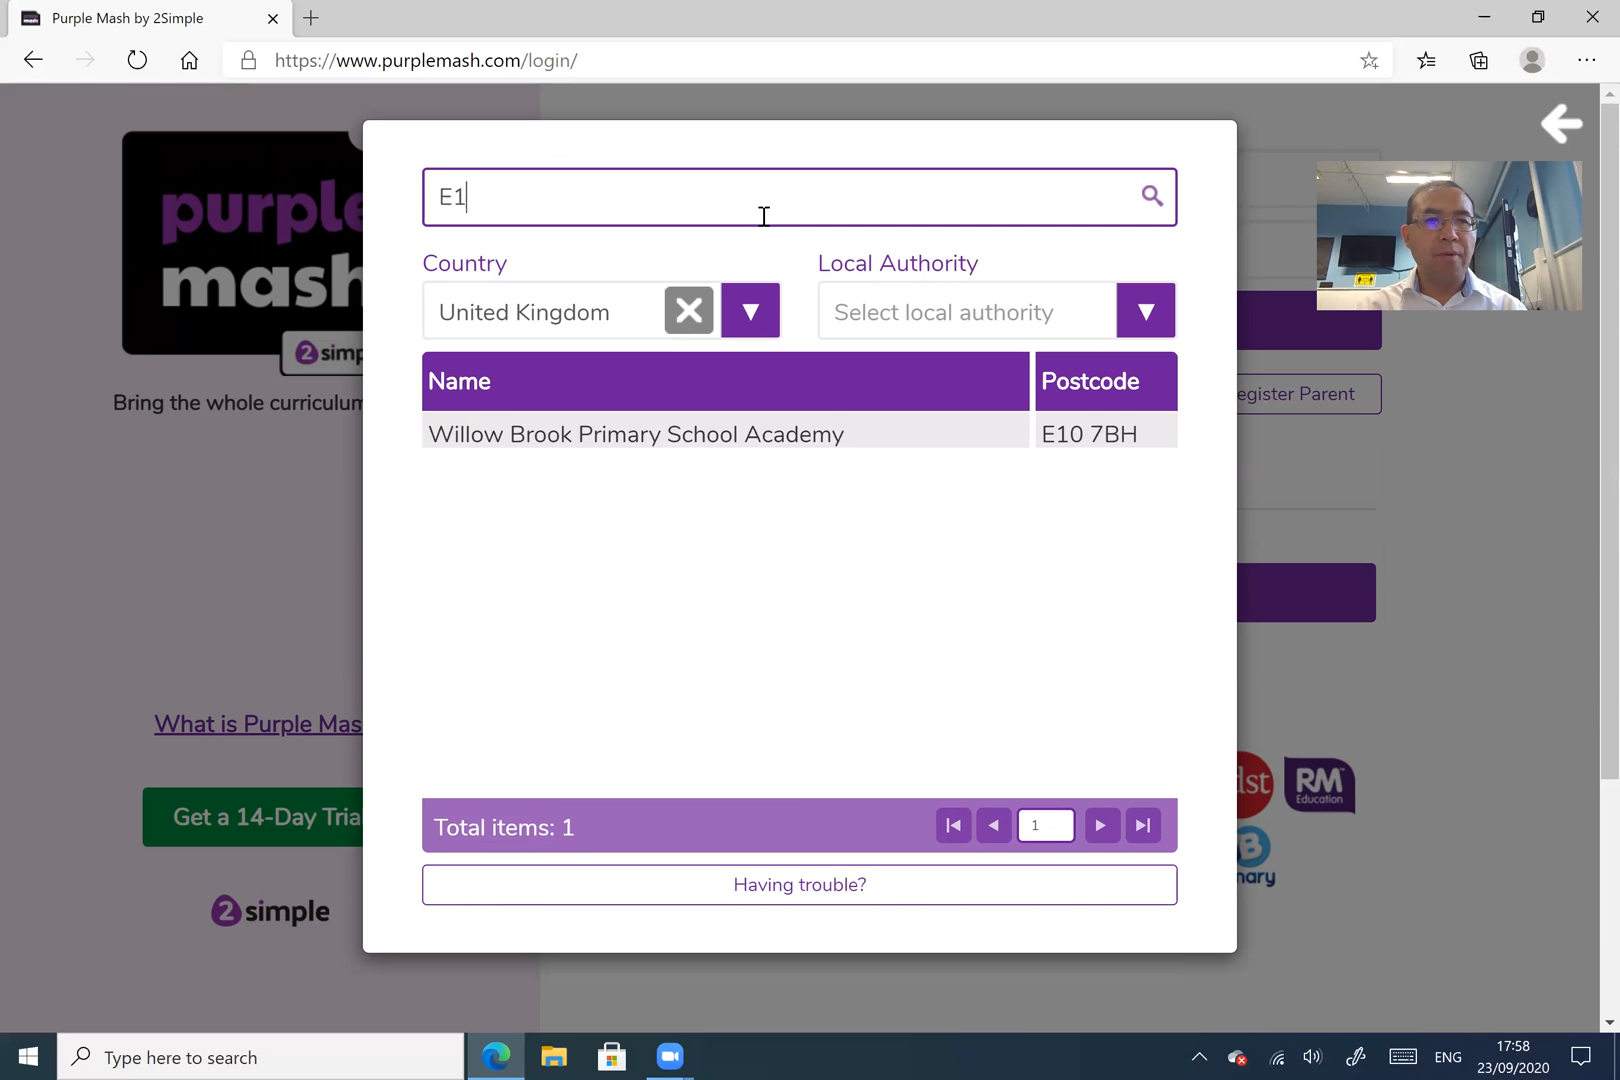 Purple Mash by 2Simple
https://www.purplemash.com/login/
purple
mash
2simp
Bring the whole curriculum
E1
Country
Local Authority
United Kingdom
Select local authority
Name
Postcode
Willow Brook Primary School Academy
E10 7BH
egister Parent
What is Purple Mas
Get a 14-Day Tria
2simple
dst
RM
Education
B
nary
Total items: 1
1
Having trouble?
Type here to search
ENG
17:58
23/09/2020